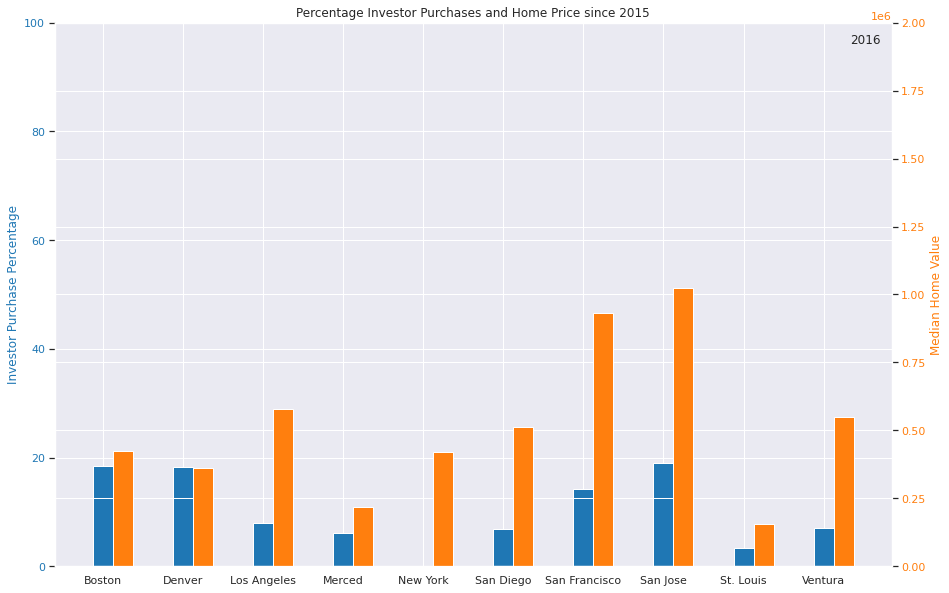 Percentage Investor Purchases and Home Price since 2015
1e6
2016
100
80
60
40
20
0
Investor Purchase Percentage
2.00
1.75
1.50
1.25
1.00
0.75
0.50
0.25
0.00
Median Home Value
Boston
Denver
Los Angeles
Merced
New York
San Diego
San Francisco
San Jose
St. Louis
Ventura